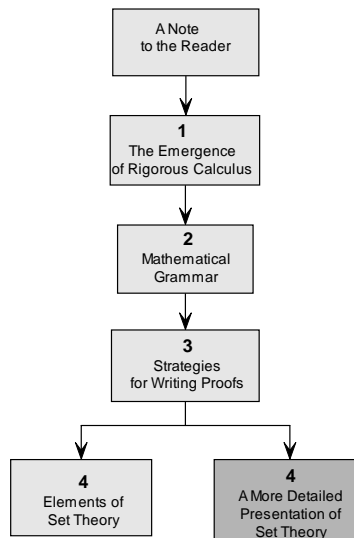 A Note
to the Reader
1
The Emergence
of Rigorous Calculus
2
Mathematical
Grammar
3
Strategies
for Writing Proofs
4
Elements of
Set Theory
4
A More Detailed
Presentation of
Set Theory